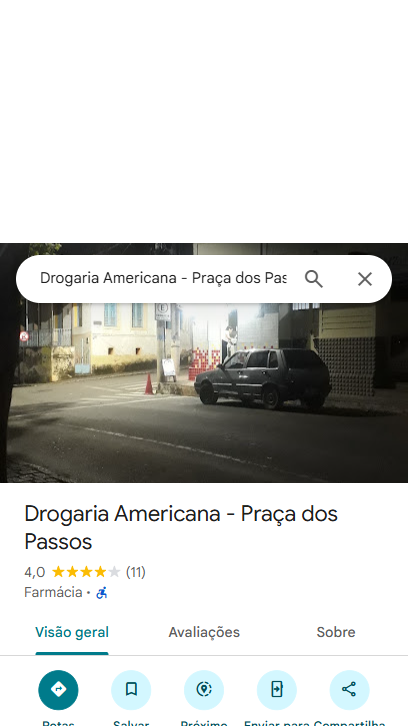 Drogaria Americana - Praça dos Pas
Drogaria Americana - Praça dos
Passos
4,0 (11)
Farmácia •
Visão geral Avaliações Sobre
Rotas Salvar Próximo Enviar para Compartilha